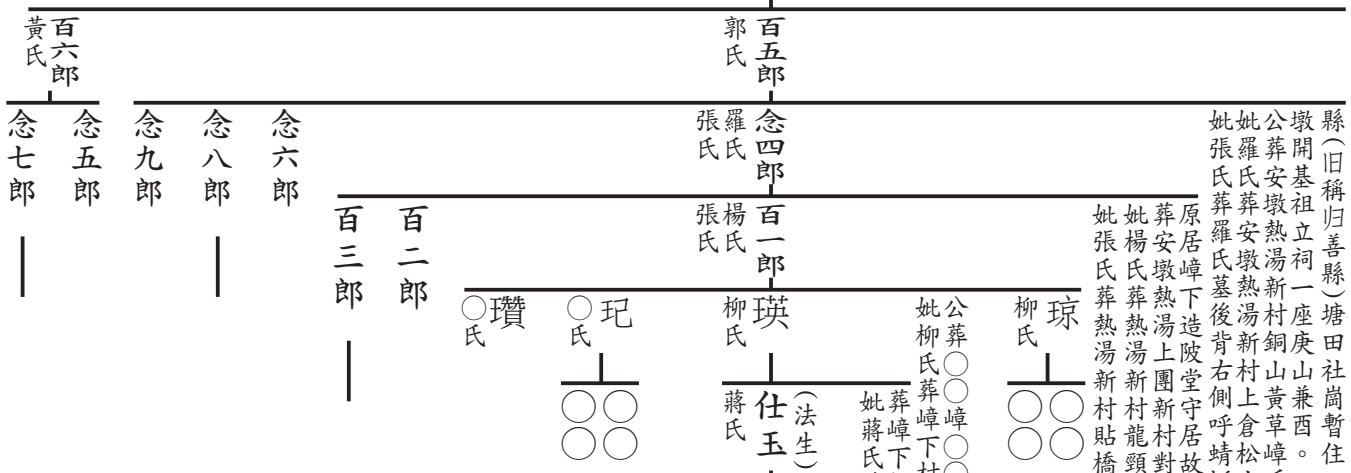 百五郎
郭氏
百六郎
黃氏
縣(旧稱归善縣)塘田社崗暫住
墩開基祖立祠一座庚山兼酉。
公葬安墩熱湯新村銅山黃草嶂
妣羅氏葬安墩熱湯新村上倉松
妣張氏葬羅氏墓後背右側呼蜻
念四郎
羅氏
張氏
念六郎
念八郎
念九郎
念五郎
念七郎
原居嶂下造陂堂守居故
葬安墩熱湯上團新村對
妣楊氏葬熱湯新村龍頸
妣張氏葬熱湯新村貼橋
百一郎
楊氏
張氏
百二郎
百三郎
琼
柳氏
○○
○○
公葬○○嶂○
妣柳氏葬嶂下村
瑛
柳氏
玘
○氏
○○
○○
瓚
○氏
葬嶂下
妣蔣氏
(法生)
仕玉
蔣氏